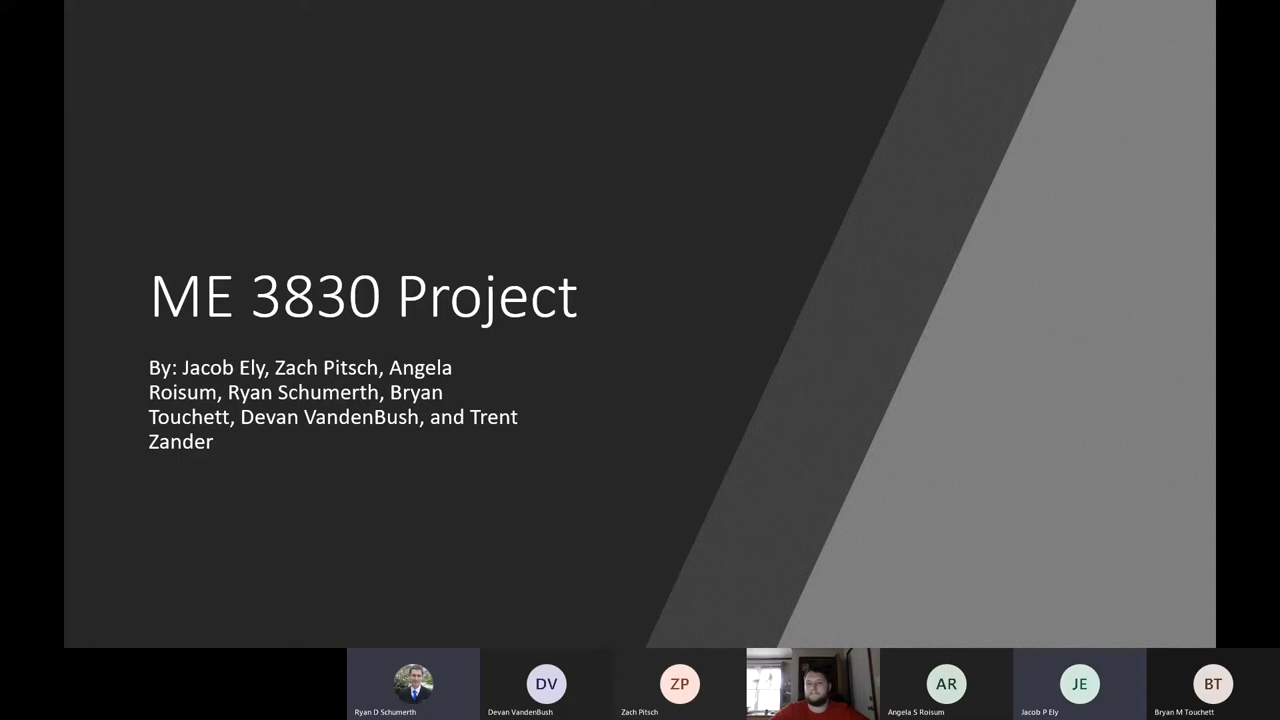 ME 3830 Project
By: Jacob Ely, Zach Pitsch, Angela
Roisum, Ryan Schumerth, Bryan
Touchett, Devan VandenBush, and Trent
Zander
DV
ZP
AR
JE
BT
Ryan D Schumerth
Devan VandenBush
Zach Pitsch
Angela S Roisum
Jacob P Ely
Bryan M Touchett